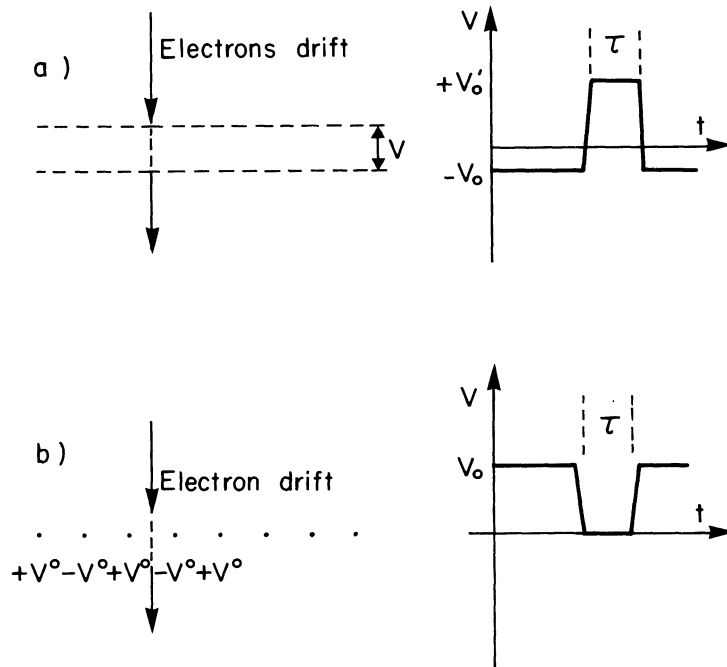 a )
Electrons drift
V
V
τ
+V₀'
t
-V₀
b )
Electron drift
+V° -V° +V° -V° +V°
V
τ
V₀
t